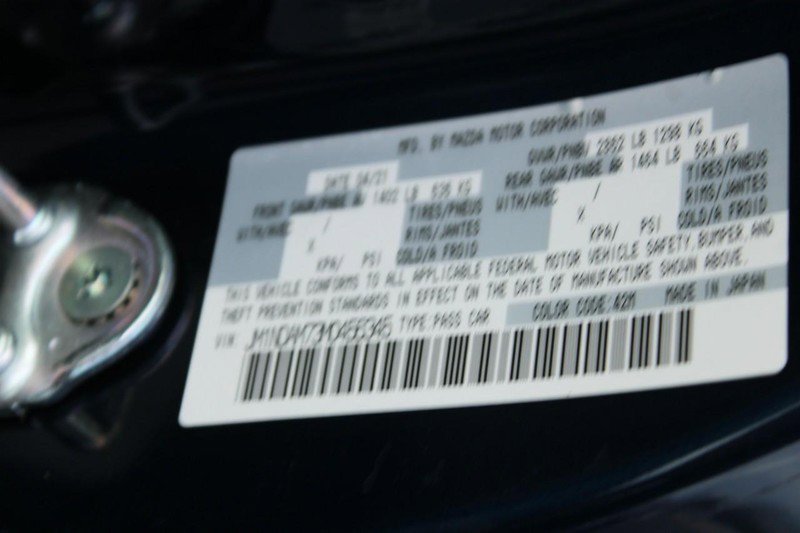 MFD. BY MAZDA MOTOR CORPORATION
DATE 04/21 GVWR/PNBV 2862 LB 1298 KG
FRONT GAWR/PNBE AV 1402 LB 636 KG REAR GAWR/PNBE AR 1464 LB 664 KG
WITH/AVEC / TIRES/PNEUS WITH/AVEC / TIRES/PNEUS
X RIMS/JANTES X RIMS/JANTES
KPA/ PSI COLD/A FROID KPA/ PSI COLD/A FROID
THIS VEHICLE CONFORMS TO ALL APPLICABLE FEDERAL MOTOR VEHICLE SAFETY, BUMPER, AND
THEFT PREVENTION STANDARDS IN EFFECT ON THE DATE OF MANUFACTURE SHOWN ABOVE.
VIN: TYPE:PASS CAR COLOR CODE:42M MADE IN JAPAN